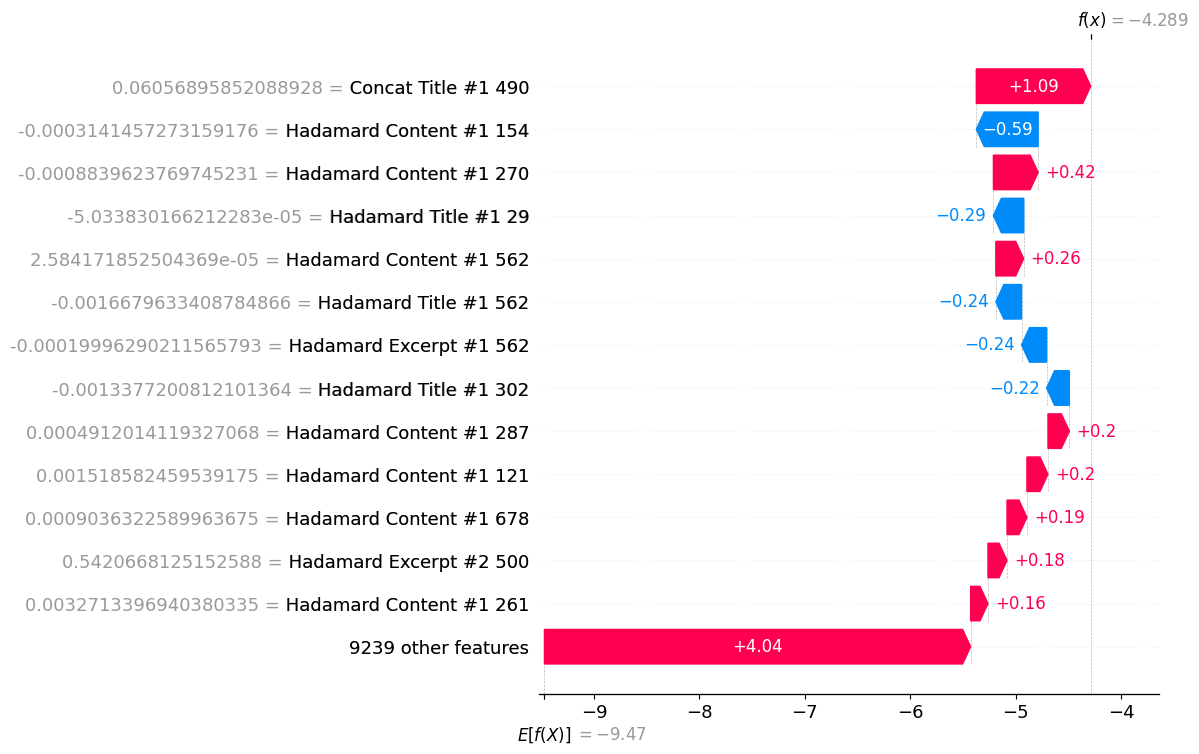 f(x) = −4.289
0.06056895852088928 = Concat Title #1 490 +1.09
-0.0003141457273159176 = Hadamard Content #1 154 −0.59
-0.0008839623769745231 = Hadamard Content #1 270 +0.42
-5.033830166212283e-05 = Hadamard Title #1 29 −0.29
2.584171852504369e-05 = Hadamard Content #1 562 +0.26
-0.0016679633408784866 = Hadamard Title #1 562 −0.24
-0.00019996290211565793 = Hadamard Excerpt #1 562 −0.24
-0.0013377200812101364 = Hadamard Title #1 302 −0.22
0.0004912014119327068 = Hadamard Content #1 287 +0.2
0.001518582459539175 = Hadamard Content #1 121 +0.2
0.0009036322589963675 = Hadamard Content #1 678 +0.19
0.5420668125152588 = Hadamard Excerpt #2 500 +0.18
0.0032713396940380335 = Hadamard Content #1 261 +0.16
9239 other features +4.04
−9 −8 −7 −6 −5 −4
E[f(X)] = −9.47